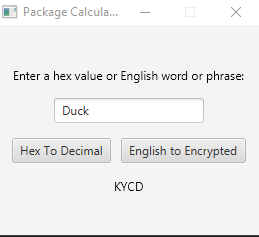 Package Calcula...
Enter a hex value or English word or phrase:
Duck
Hex To Decimal English to Encrypted
KYCD